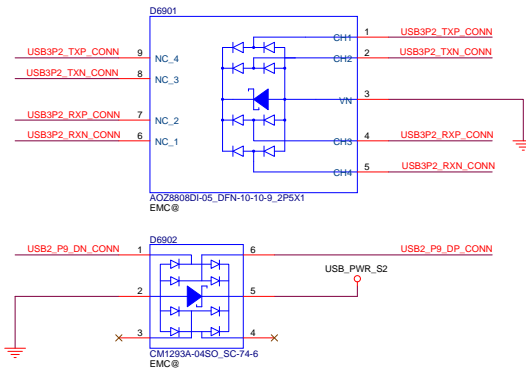 D6901
USB3P2_TXP_CONN 9 NC_4 CH1 1 USB3P2_TXP_CONN
USB3P2_TXN_CONN 8 NC_3 CH2 2 USB3P2_TXN_CONN
VN 3
USB3P2_RXP_CONN 7 NC_2 CH3 4 USB3P2_RXP_CONN
USB3P2_RXN_CONN 6 NC_1 CH4 5 USB3P2_RXN_CONN
AOZ8808DI-05_DFN-10-10-9_2P5X1
EMC@
D6902
USB2_P9_DN_CONN 1 6 USB2_P9_DP_CONN
USB_PWR_S2
2 5
3 4
CM1293A-04SO_SC-74-6
EMC@